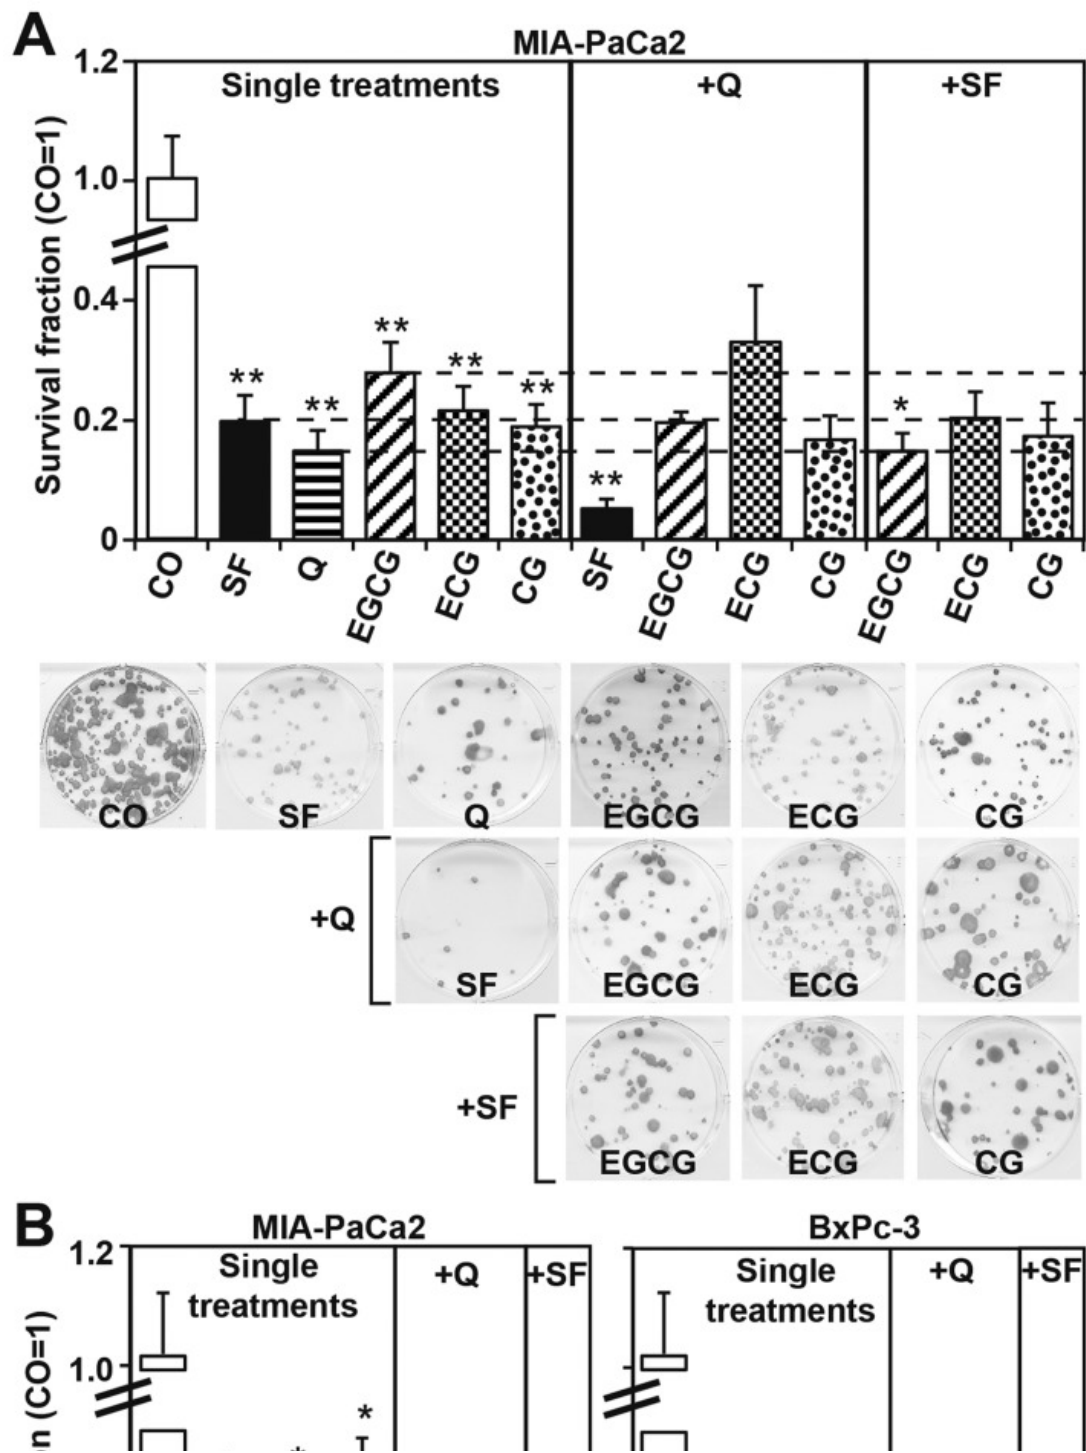 A
MIA-PaCa2
Single treatments
+Q
+SF
Survival fraction (CO=1)
1.2
1.0
0.4
0.2
0
**
**
**
**
**
**
*
CO
SF
Q
EGCG
ECG
CG
SF
EGCG
ECG
CG
EGCG
ECG
CG
CO
SF
Q
EGCG
ECG
CG
+Q
SF
EGCG
ECG
CG
+SF
EGCG
ECG
CG
B
MIA-PaCa2
Single
treatments
+Q
+SF
1.2
1.0
(CO=1)
*
*
BxPc-3
Single
treatments
+Q
+SF